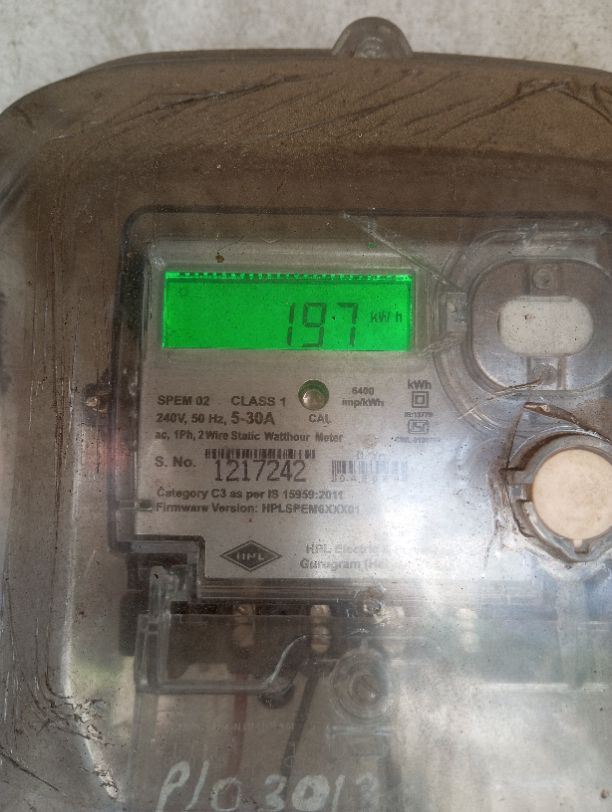 197 kWh
SPEM 02 CLASS 1 6400 kWh
imp/kWh
240V, 50 Hz, 5-30A CAL IS:13779
ac, 1Ph, 2 Wire Static Watthour Meter
S. No. 1217242
Category C3 as per IS 15959:2011
Firmware Version: HPLSPEM6XXX01
HPL HPL Electric
Gurugram